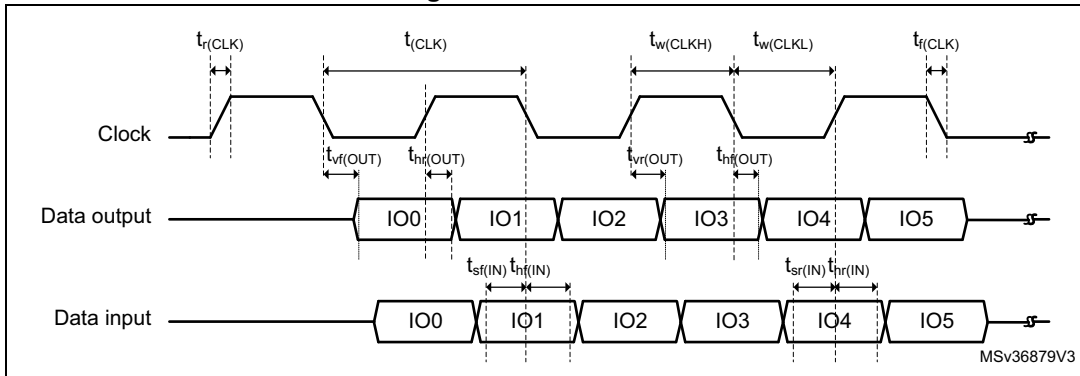 tr(CLK) t(CLK) tw(CLKH) tw(CLKL) tf(CLK)
Clock
tvf(OUT) thr(OUT) tvr(OUT) thf(OUT)
Data output IO0 IO1 IO2 IO3 IO4 IO5
tsf(IN) thf(IN) tsr(IN) thr(IN)
Data input IO0 IO1 IO2 IO3 IO4 IO5
MSv36879V3